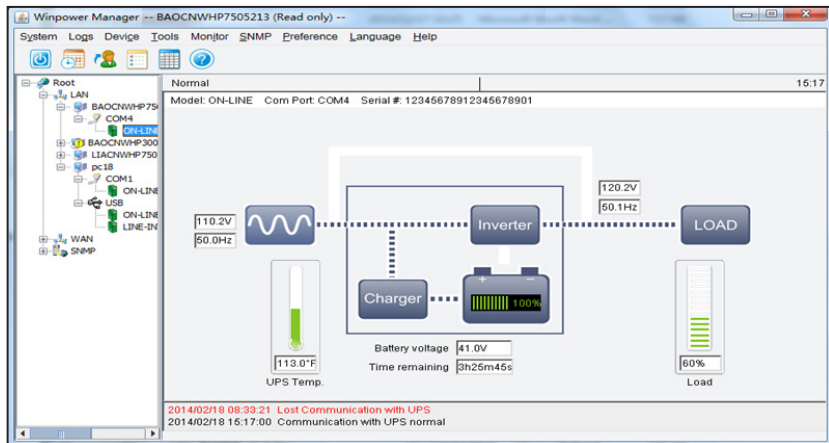 Winpower Manager -- BAOCNWHP7505213 (Read only) --
System Logs Device Tools Monitor SNMP Preference Language Help
Root
LAN
BAOCNWHP75
COM4
ON-LINE
BAOCNWHP300
LIACNWHP750
pc18
COM1
ON-LINE
USB
ON-LINE
LINE-IN
WAN
SNMP
Normal 15:17
Model: ON-LINE Com Port: COM4 Serial #: 12345678912345678901
110.2V
50.0Hz
Inverter
120.2V
50.1Hz
LOAD
Charger
+ −
100%
113.0°F
UPS Temp.
Battery voltage 41.0V
Time remaining 3h25m45s
60%
Load
2014/02/18 08:33:21 Lost Communication with UPS
2014/02/18 15:17:00 Communication with UPS normal